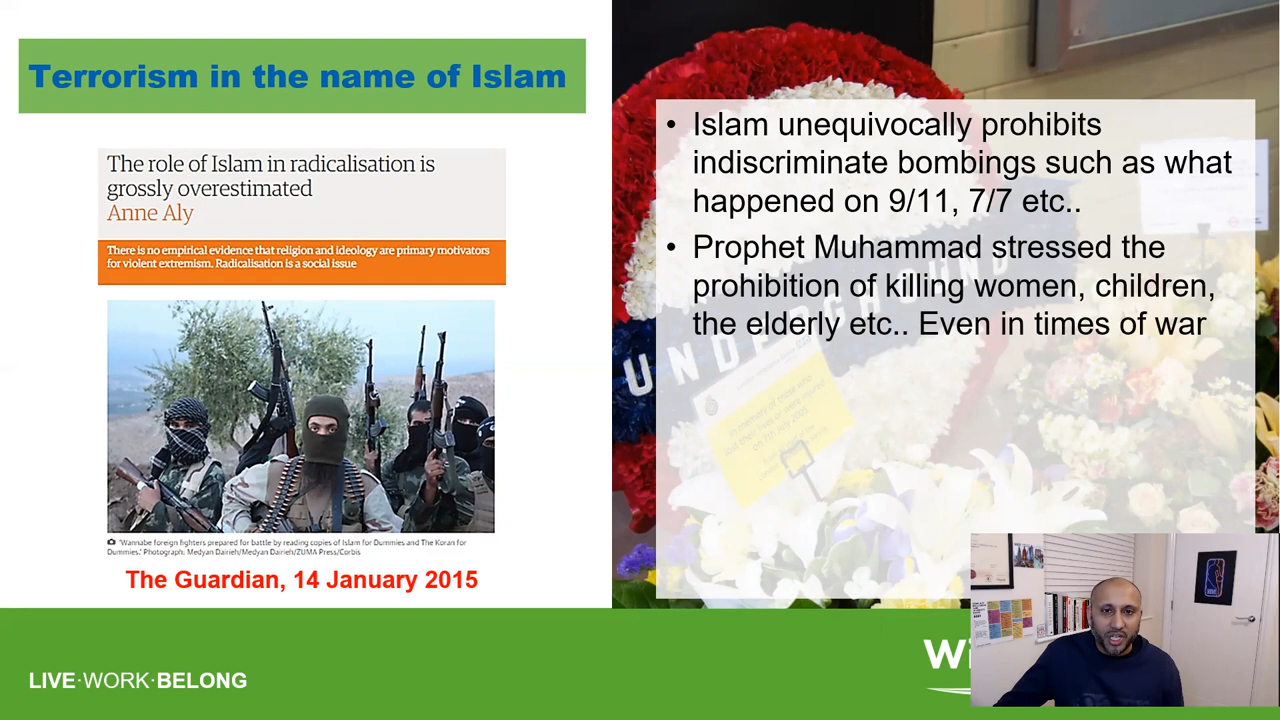 Terrorism in the name of Islam
The role of Islam in radicalisation is
grossly overestimated
Anne Aly
There is no empirical evidence that religion and ideology are primary motivators
for violent extremism. Radicalisation is a social issue
'Wannabe foreign fighters prepared for battle by reading copies of Islam for Dummies and The Koran for
Dummies.' Photograph: Medyan Dairieh/Medyan Dairieh/ZUMA Press/Corbis
The Guardian, 14 January 2015
• Islam unequivocally prohibits
indiscriminate bombings such as what
happened on 9/11, 7/7 etc..
• Prophet Muhammad stressed the
prohibition of killing women, children,
the elderly etc.. Even in times of war
UNDERGROUND
LIVE·WORK·BELONG
Wi